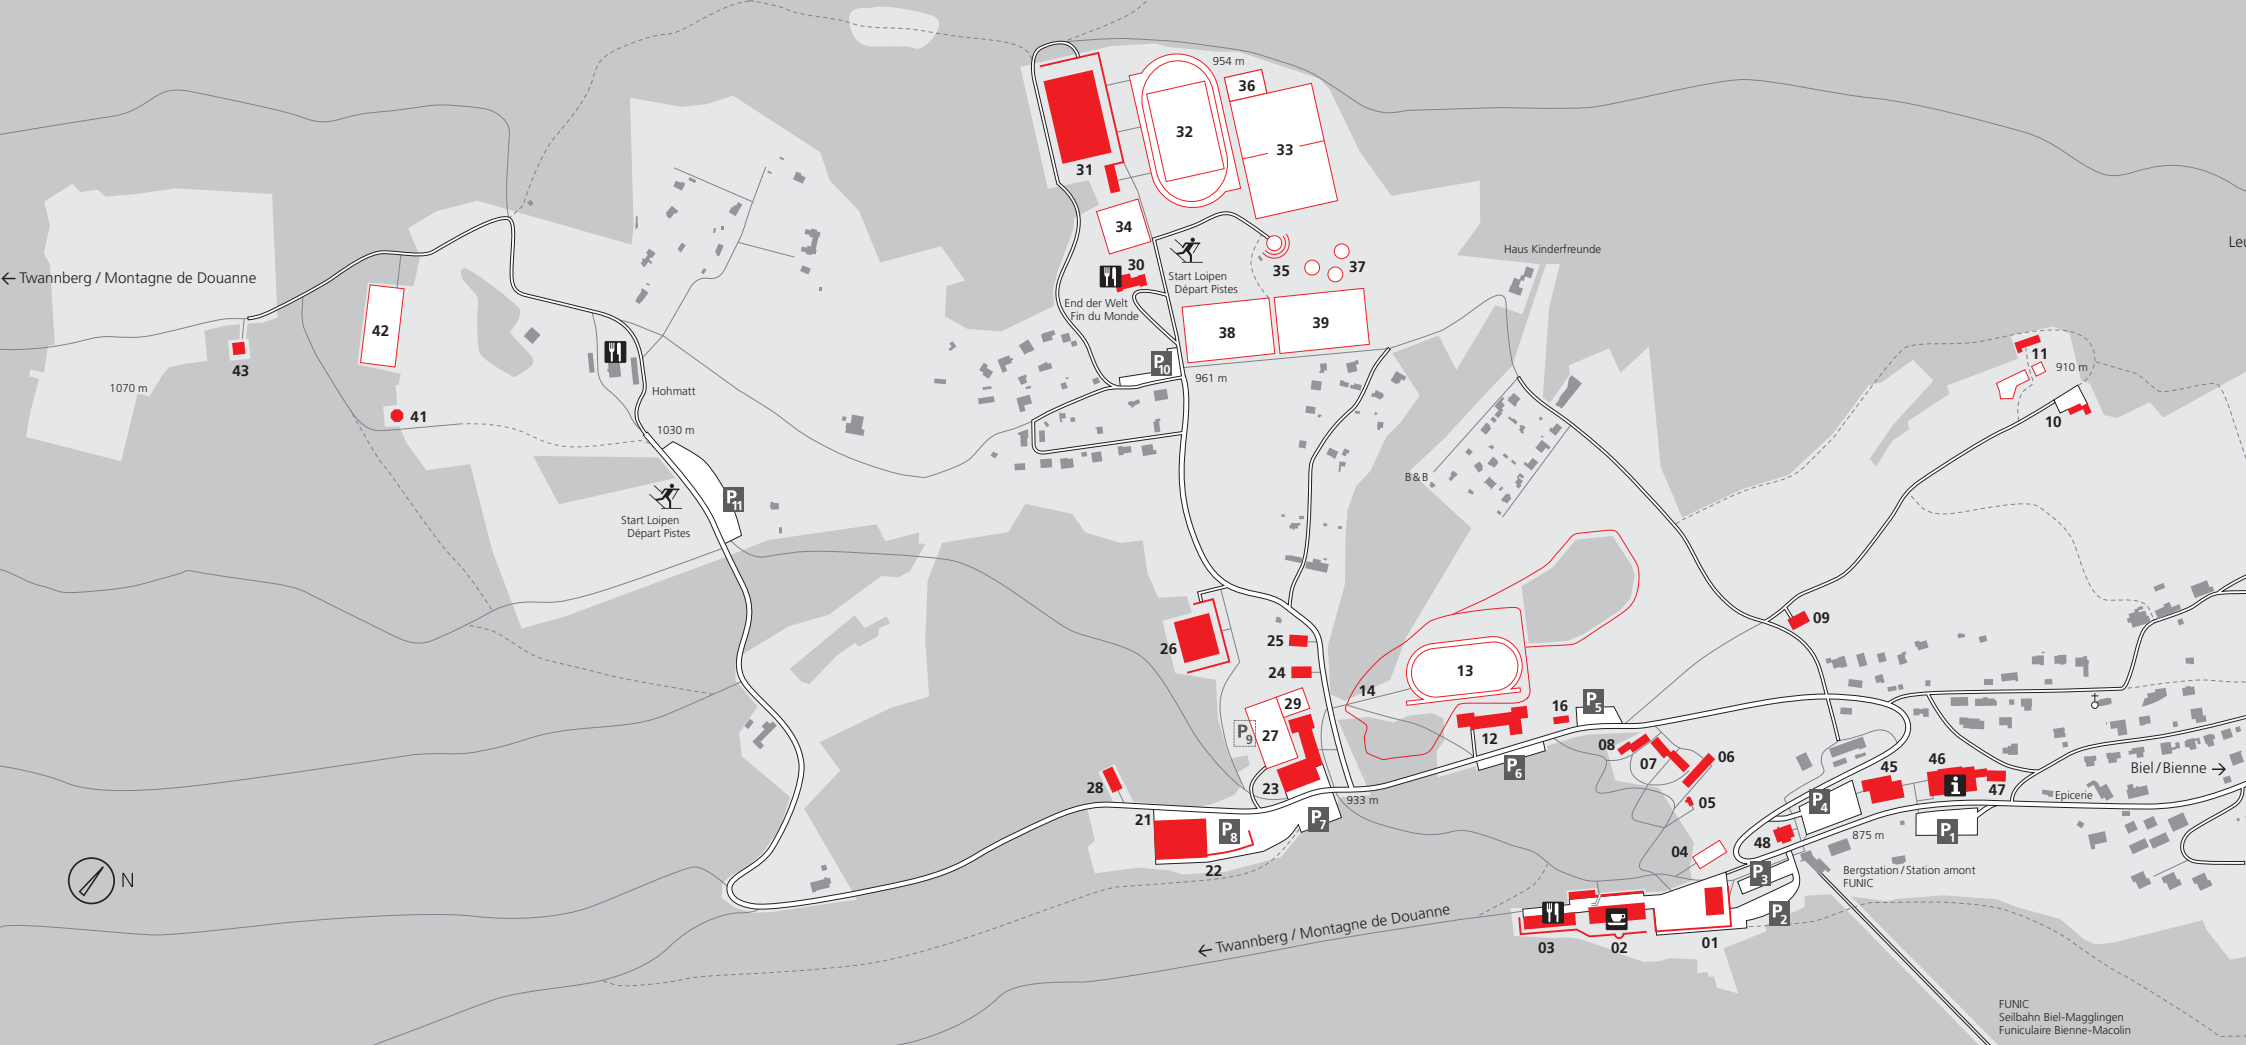 954 m
36
32
33
31
34
30
35
37
Start Loipen
Départ Pistes
End der Welt
Fin du Monde
38
39
P10
961 m
Haus Kinderfreunde
Leu
← Twannberg / Montagne de Douanne
42
43
1070 m
41
Hohmatt
1030 m
P11
Start Loipen
Départ Pistes
B & B
11
910 m
10
09
26
25
24
29
P9
27
23
28
21
P8
22
P7
933 m
14
13
12
16
P5
P6
08
07
06
05
04
45
46
i
47
P4
P1
48
875 m
P3
P2
Epicerie
Biel / Bienne →
Bergstation / Station amont
FUNIC
03
02
01
← Twannberg / Montagne de Douanne
N
FUNIC
Seilbahn Biel-Magglingen
Funiculaire Bienne-Macolin